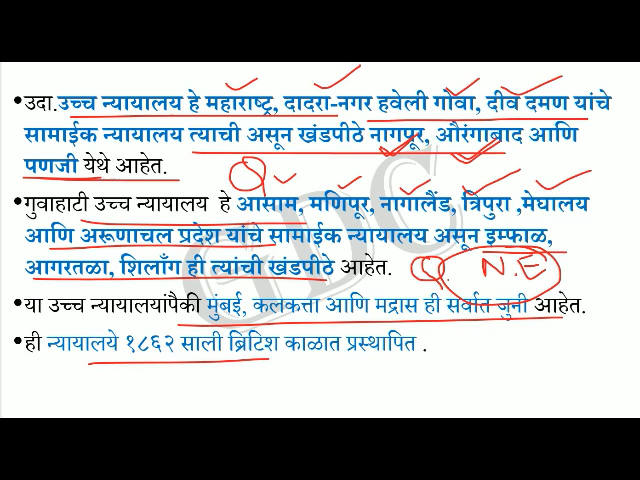 •उदा.उच्च न्यायालय हे महाराष्ट्र, दादरा-नगर हवेली गोंवा, दीव दमण यांचे
सामाईक न्यायालय त्याची असून खंडपीठे नागपूर, औरंगाबाद आणि
पणजी येथे आहेत.
Q
•गुवाहाटी उच्च न्यायालय हे आसाम, मणिपूर, नागालैंड, त्रिपुरा ,मेघालय
आणि अरूणाचल प्रदेश यांचे सामाईक न्यायालय असून इम्फाळ,
आगरतळा, शिलाँग ही त्यांची खंडपीठे आहेत.
Q. N.E
•या उच्च न्यायालयांपैकी मुंबई, कलकत्ता आणि मद्रास ही सर्वात जुनी आहेत.
•ही न्यायालये १८६२ साली ब्रिटिश काळात प्रस्थापित .
GDC